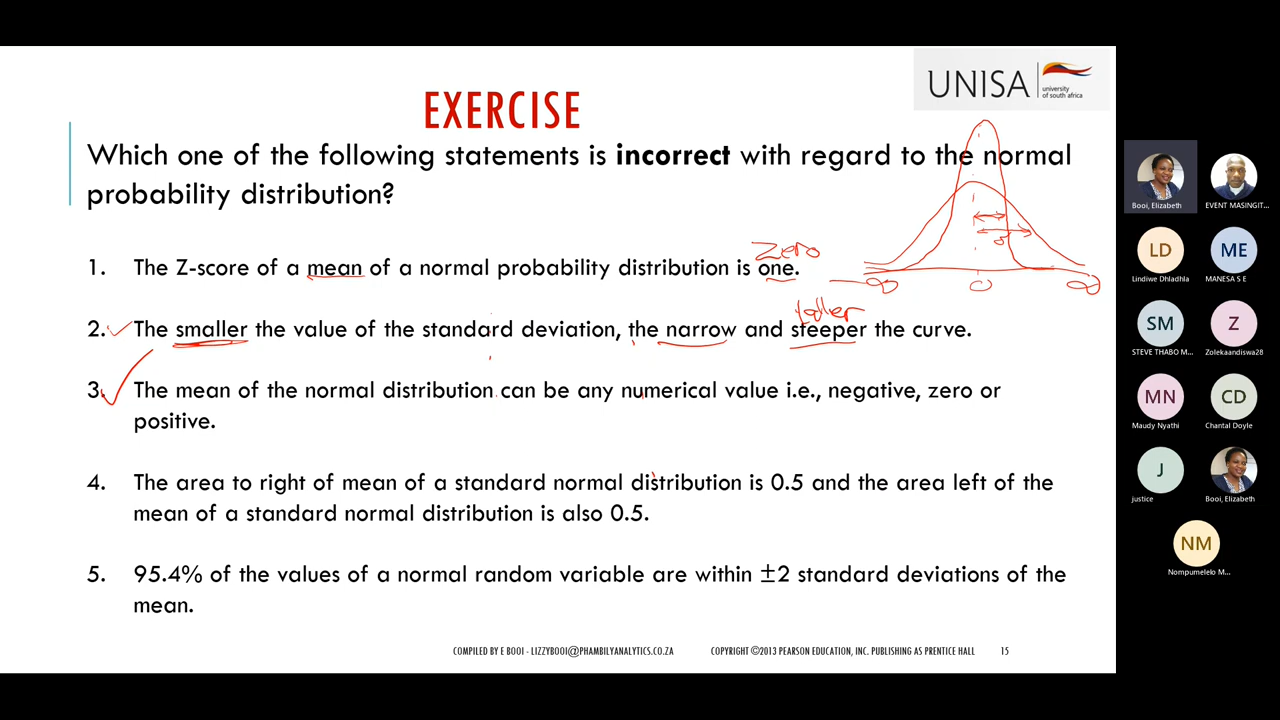 UNISA
university
of south africa
EXERCISE
Which one of the following statements is incorrect with regard to the normal
probability distribution?
Zero
1. The Z-score of a mean of a normal probability distribution is one.
∞ 0 ∞
taller
2. The smaller the value of the standard deviation, the narrow and steeper the curve.
3. The mean of the normal distribution can be any numerical value i.e., negative, zero or
positive.
4. The area to right of mean of a standard normal distribution is 0.5 and the area left of the
mean of a standard normal distribution is also 0.5.
5. 95.4% of the values of a normal random variable are within ±2 standard deviations of the
mean.
COMPILED BY E BOOI - LIZZYBOOI@PHAMBILYANALYTICS.CO.ZA COPYRIGHT ©2013 PEARSON EDUCATION, INC. PUBLISHING AS PRENTICE HALL 15
Booi, Elizabeth EVENT MASINGIT...
LD ME
Lindiwe Dhladhla MANESA S E
SM Z
STEVE THABO M... Zolekaandiswa28
MN CD
Maudy Nyathi Chantal Doyle
J
justice Booi, Elizabeth
NM
Nompumelelo M...